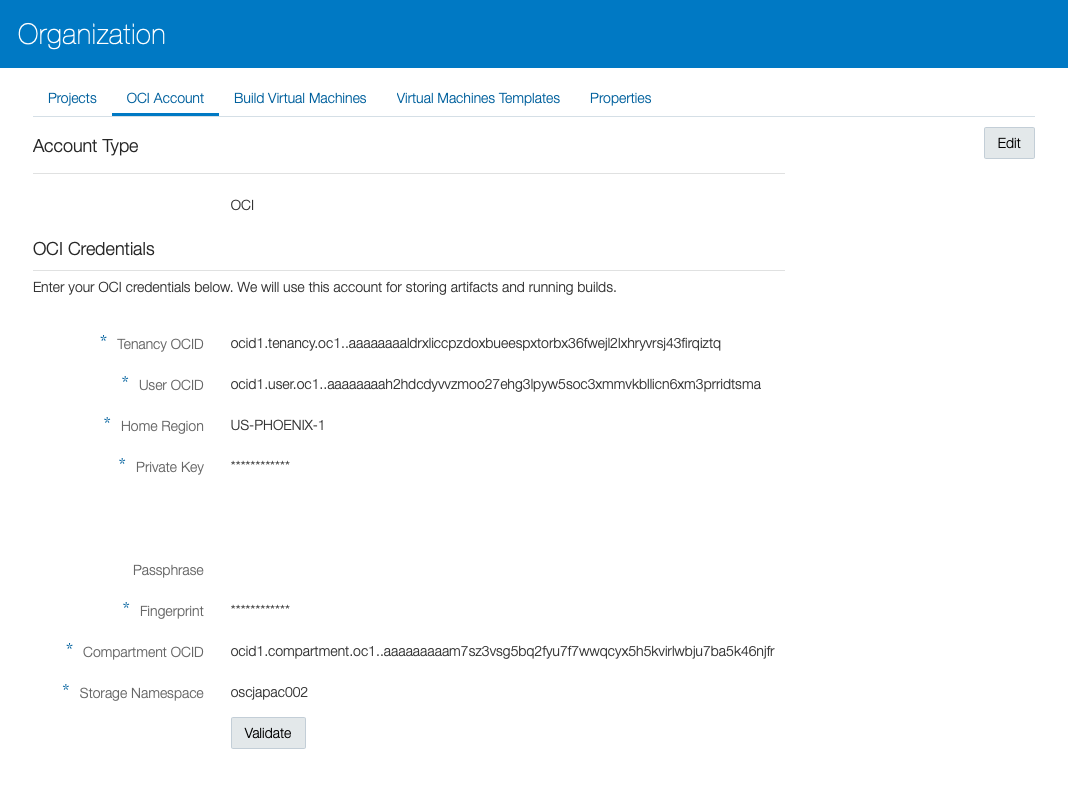 Organization
Projects OCI Account Build Virtual Machines Virtual Machines Templates Properties
Account Type Edit
OCI
OCI Credentials
Enter your OCI credentials below. We will use this account for storing artifacts and running builds.
* Tenancy OCID ocid1.tenancy.oc1..aaaaaaaaldrxliccpzdoxbueespxtorbx36fwejl2lxhryvrsj43firqiztq
* User OCID ocid1.user.oc1..aaaaaaaah2hdcdyvvzmoo27ehg3lpyw5soc3xmmvkbllicn6xm3prridtsma
* Home Region US-PHOENIX-1
* Private Key ************
Passphrase
* Fingerprint ************
* Compartment OCID ocid1.compartment.oc1..aaaaaaaaam7sz3vsg5bq2fyu7f7wwqcyx5h5kvirlwbju7ba5k46njfr
* Storage Namespace oscjapac002
Validate